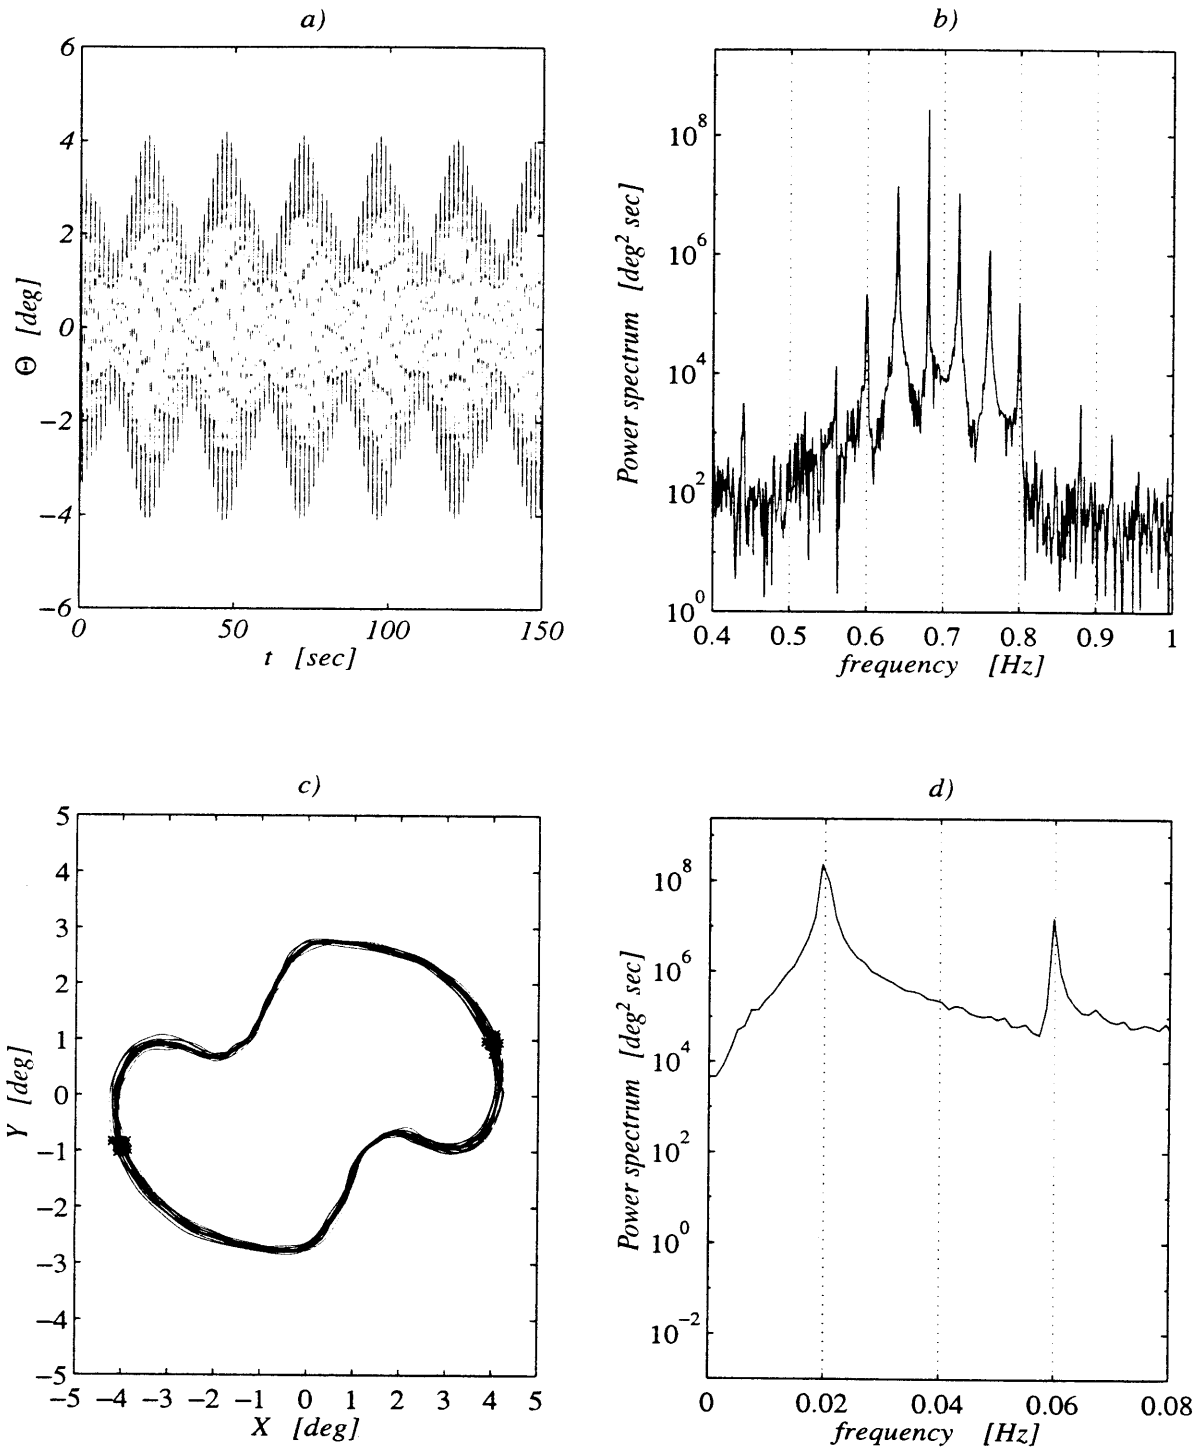 a)
6
4
2
0
−2
−4
−6
Θ [deg]
0 50 100 150
t [sec]
b)
10^8
10^6
10^4
10^2
10^0
Power spectrum [deg^2 sec]
0.4 0.5 0.6 0.7 0.8 0.9 1
frequency [Hz]
c)
5
4
3
2
1
0
−1
−2
−3
−4
−5
Y [deg]
−5 −4 −3 −2 −1 0 1 2 3 4 5
X [deg]
d)
10^8
10^6
10^4
10^2
10^0
10^−2
Power spectrum [deg^2 sec]
0 0.02 0.04 0.06 0.08
frequency [Hz]